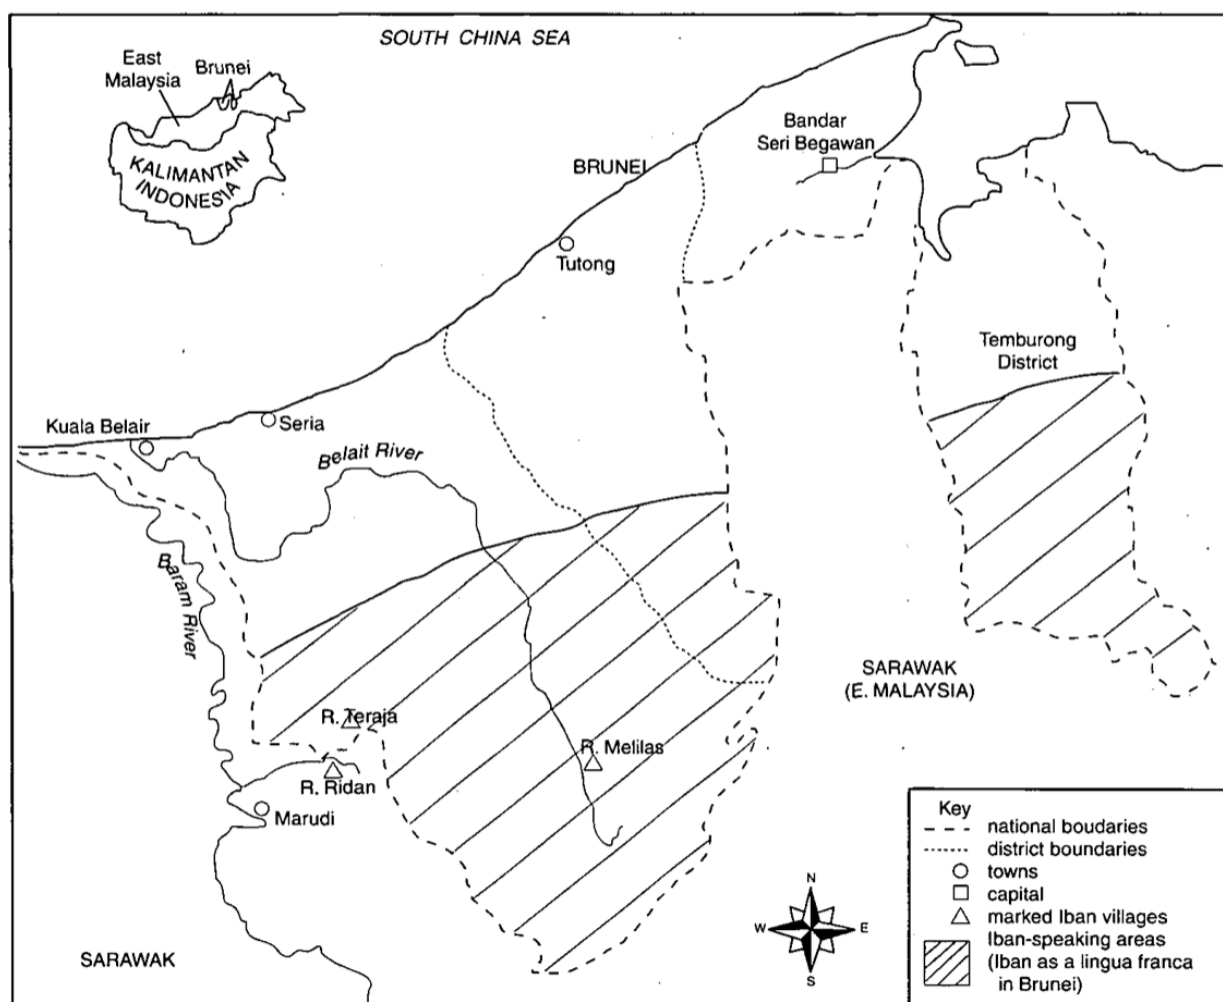 SOUTH CHINA SEA
East
Malaysia
Brunei
KALIMANTAN
INDONESIA
Bandar
Seri Begawan
BRUNEI
Tutong
Temburong
District
Kuala Belair
Seria
Belait River
Baram River
SARAWAK
(E. MALAYSIA)
R. Teraja
R. Melilas
R. Ridan
Marudi
SARAWAK
N
W
E
S
Key
national boudaries
district boundaries
towns
capital
marked Iban villages
Iban-speaking areas
(Iban as a lingua franca
in Brunei)